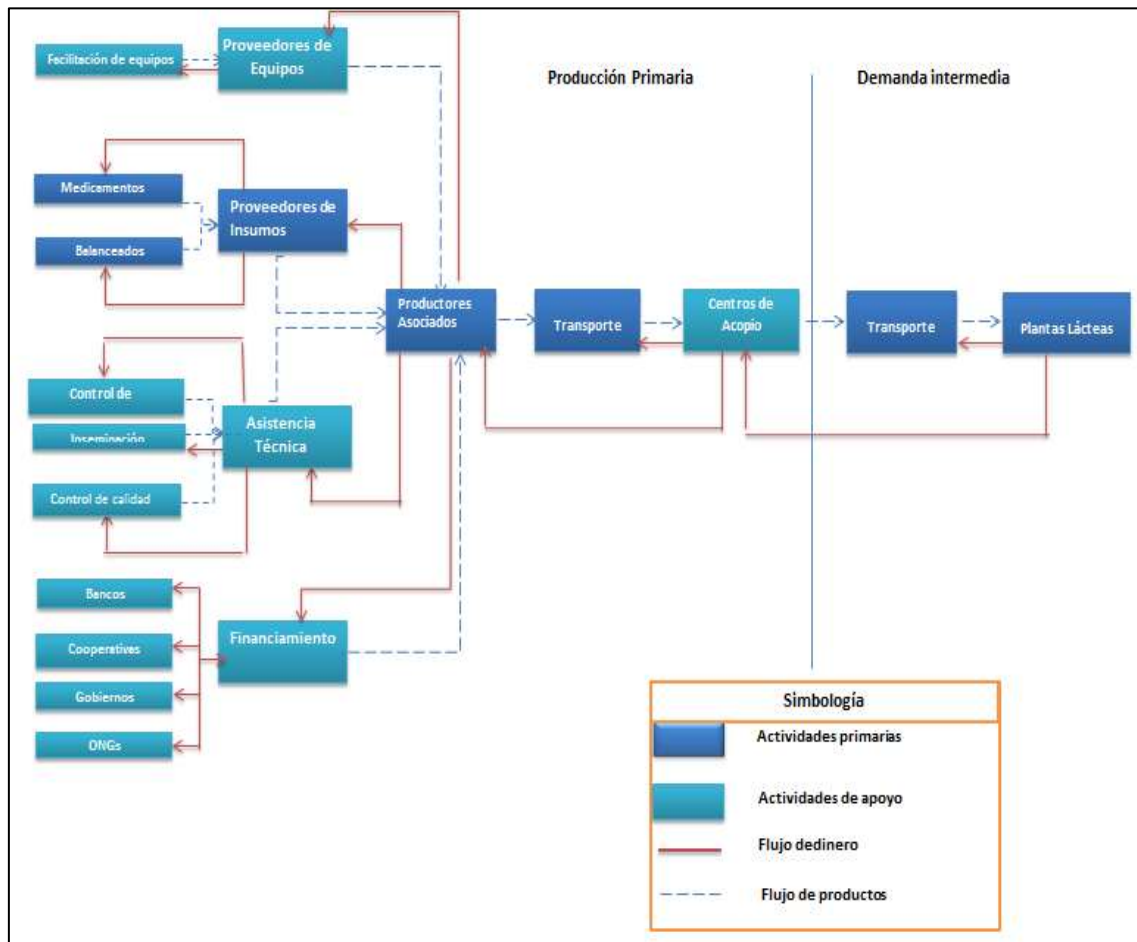 Proveedores de
Equipos
Facilitación de equipos
Producción Primaria
Demanda intermedia
Medicamentos
Proveedores de
Insumos
Balanceados
Productores
Asociados
Transporte
Centros de
Acopio
Transporte
Plantas Lácteas
Control de
Inseminación
Asistencia
Técnica
Control de calidad
Bancos
Cooperativas
Gobiernos
ONGs
Financiamiento
Simbología
Actividades primarias
Actividades de apoyo
Flujo dedinero
Flujo de productos